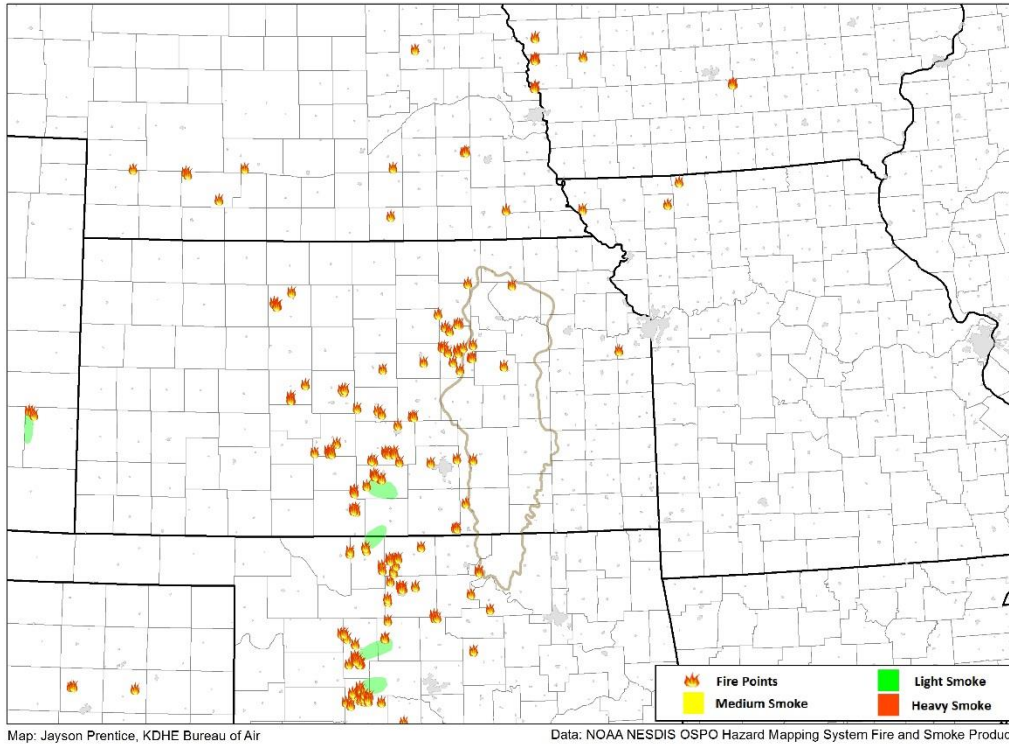 Fire Points
Light Smoke
Medium Smoke
Heavy Smoke
Map: Jayson Prentice, KDHE Bureau of Air
Data: NOAA NESDIS OSPO Hazard Mapping System Fire and Smoke Produc